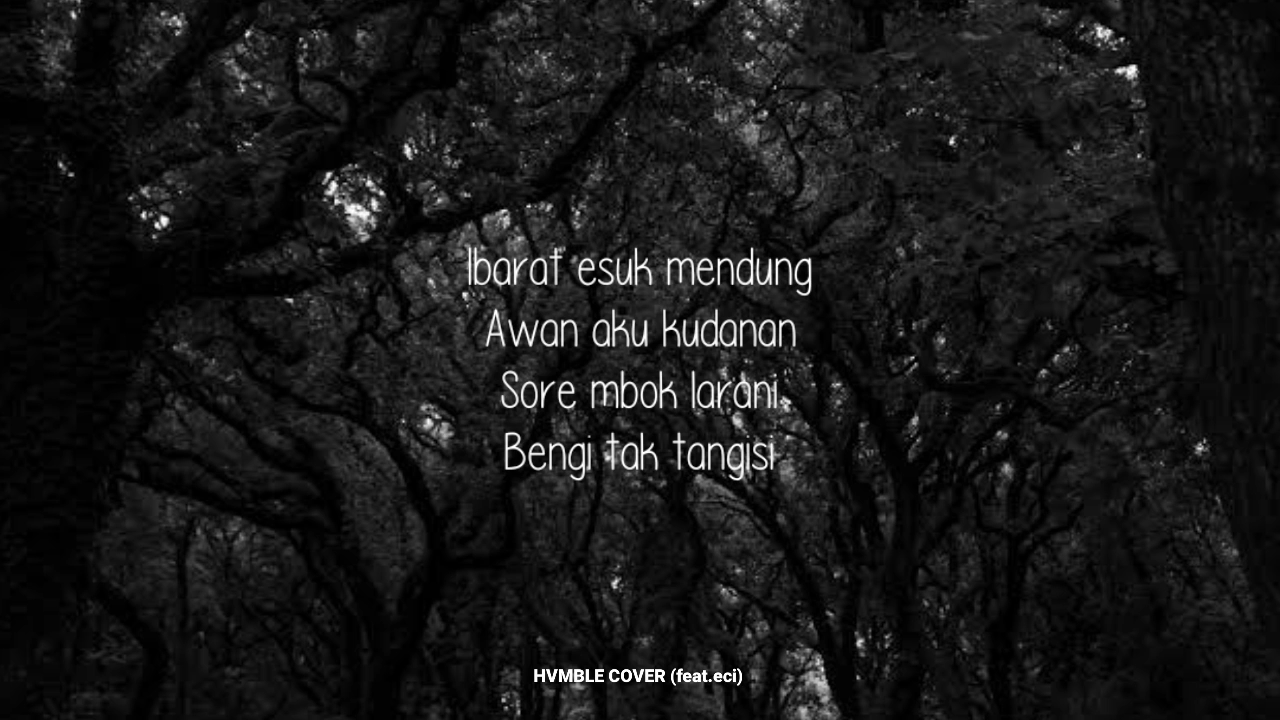 Ibarat esuk mendung
Awan aku kudanan
Sore mbok larani
Bengi tak tangisi
HVMBLE COVER (feat.eci)